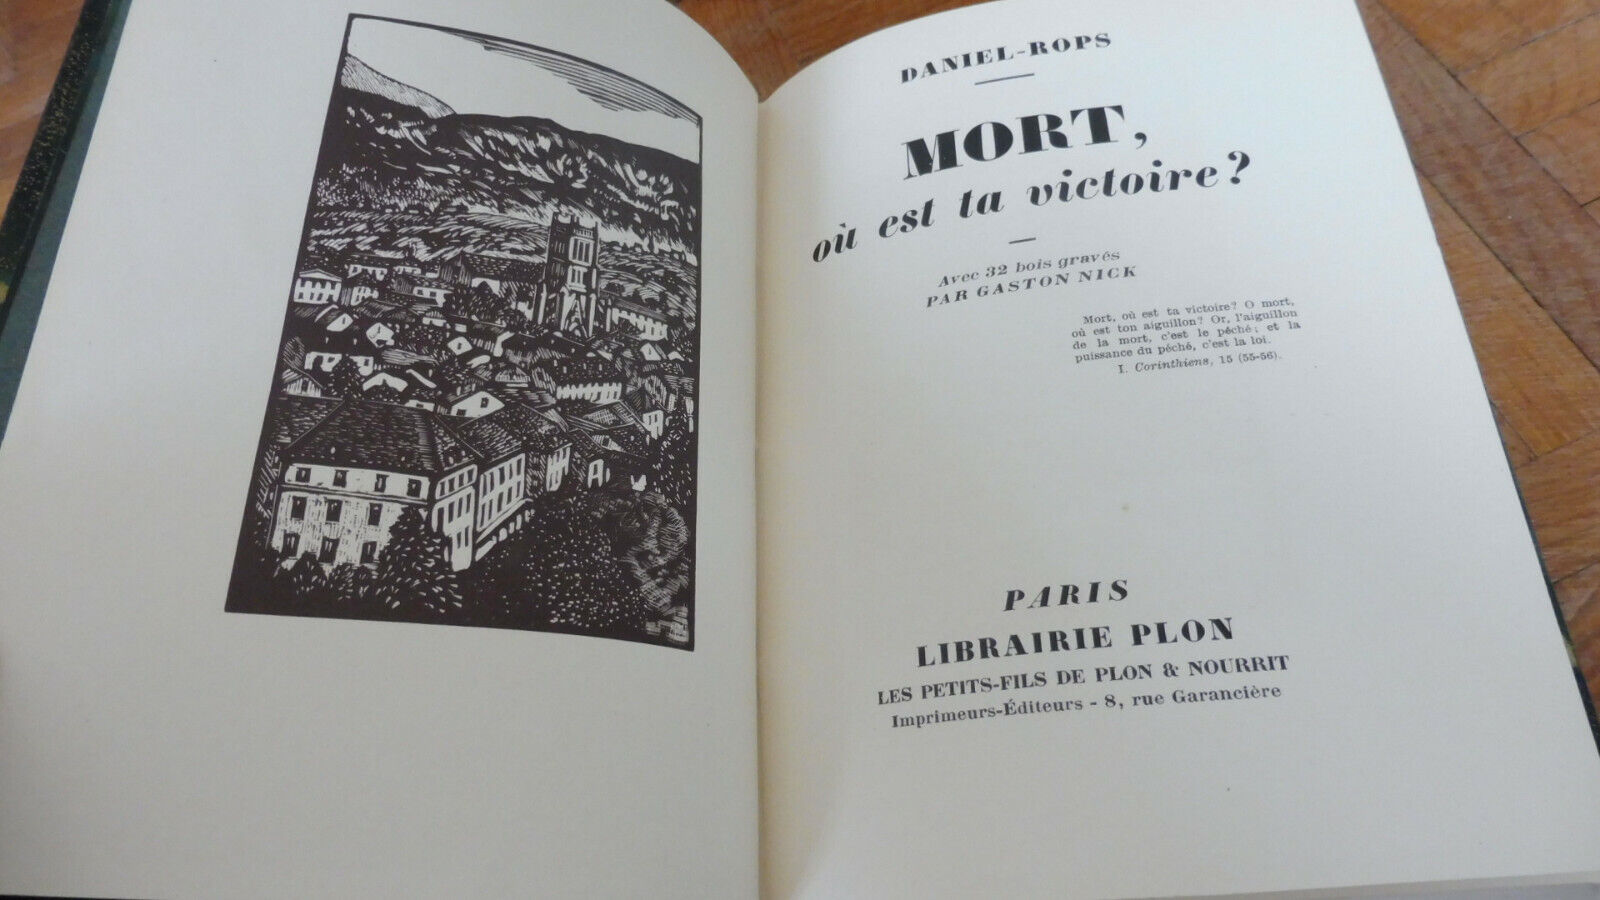 DANIEL-ROPS
MORT,
où est ta victoire?
Avec 32 bois gravés
PAR GASTON NICK
Mort, où est ta victoire? O mort,
où est ton aiguillon? Or, l'aiguillon
de la mort, c'est le péché; et la
puissance du péché, c'est la loi.
I. Corinthiens, 15 (55-56).
PARIS
LIBRAIRIE PLON
LES PETITS-FILS DE PLON & NOURRIT
Imprimeurs-Éditeurs - 8, rue Garancière